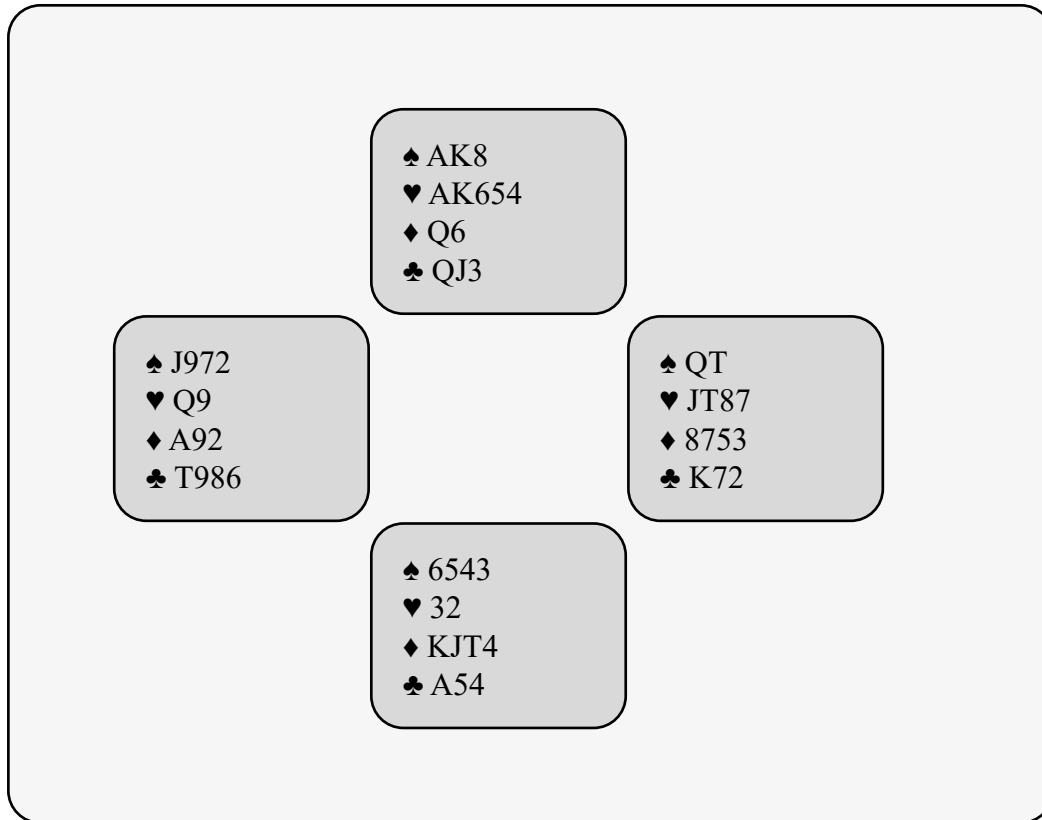 ♠ AK8
♥ AK654
♦ Q6
♣ QJ3
♠ J972
♥ Q9
♦ A92
♣ T986
♠ QT
♥ JT87
♦ 8753
♣ K72
♠ 6543
♥ 32
♦ KJT4
♣ A54